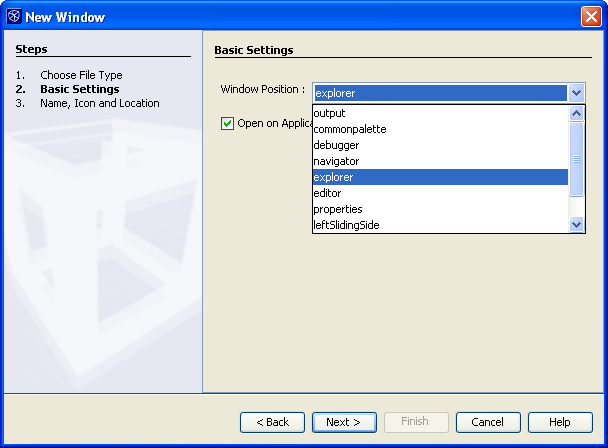 New Window
Steps
1. Choose File Type
2. Basic Settings
3. Name, Icon and Location
Basic Settings
Window Position : explorer
Open on Applica
output
commonpalette
debugger
navigator
explorer
editor
properties
leftSlidingSide
< Back Next > Finish Cancel Help